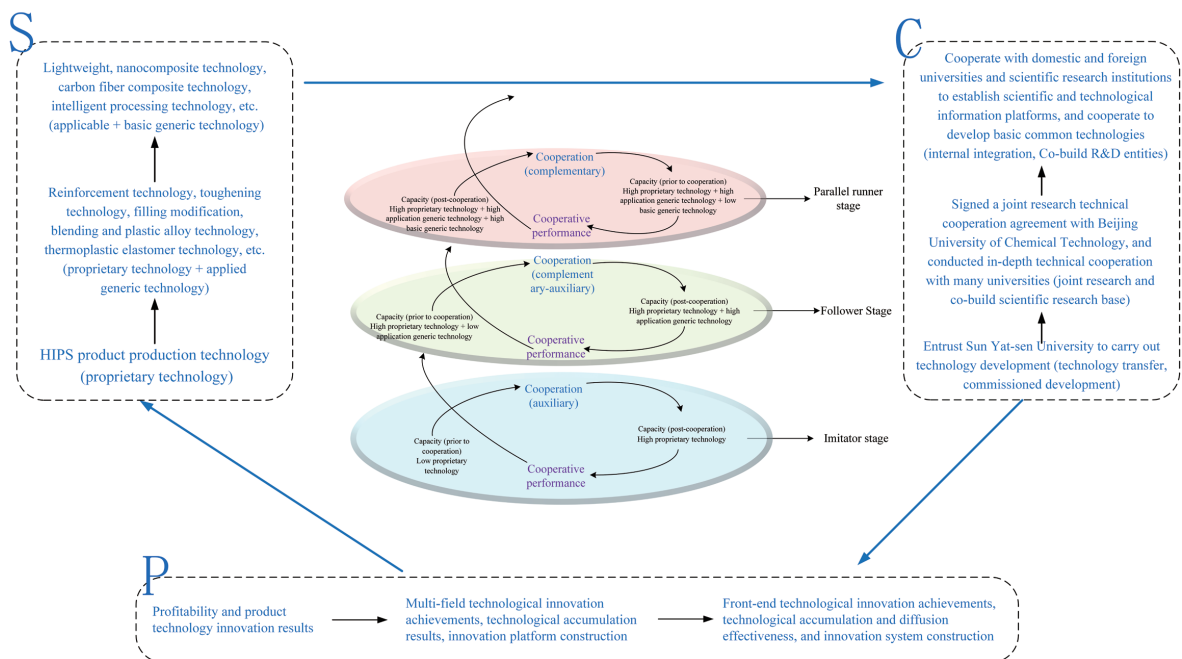 S
Lightweight, nanocomposite technology,
carbon fiber composite technology,
intelligent processing technology, etc.
(applicable + basic generic technology)
Reinforcement technology, toughening
technology, filling modification,
blending and plastic alloy technology,
thermoplastic elastomer technology, etc.
(proprietary technology + applied
generic technology)
HIPS product production technology
(proprietary technology)
Cooperation
(complementary)
Capacity (post-cooperation)
High proprietary technology + high
application generic technology + high
basic generic technology
Capacity (prior to cooperation)
High proprietary technology + high
application generic technology + low
basic generic technology
Cooperative
performance
Parallel runner
stage
Cooperation
(complement
ary-auxiliary)
Capacity (prior to cooperation)
High proprietary technology + low
application generic technology
Capacity (post-cooperation)
High proprietary technology + high
application generic technology
Cooperative
performance
Follower Stage
Cooperation
(auxiliary)
Capacity (prior to
cooperation)
Low proprietary
technology
Capacity (post-cooperation)
High proprietary technology
Cooperative
performance
Imitator stage
C
Cooperate with domestic and foreign
universities and scientific research institutions
to establish scientific and technological
information platforms, and cooperate to
develop basic common technologies
(internal integration, Co-build R&D entities)
Signed a joint research technical
cooperation agreement with Beijing
University of Chemical Technology, and
conducted in-depth technical cooperation
with many universities (joint research and
co-build scientific research base)
Entrust Sun Yat-sen University to carry out
technology development (technology transfer,
commissioned development)
P
Profitability and product
technology innovation results
Multi-field technological innovation
achievements, technological accumulation
results, innovation platform construction
Front-end technological innovation achievements,
technological accumulation and diffusion
effectiveness, and innovation system construction